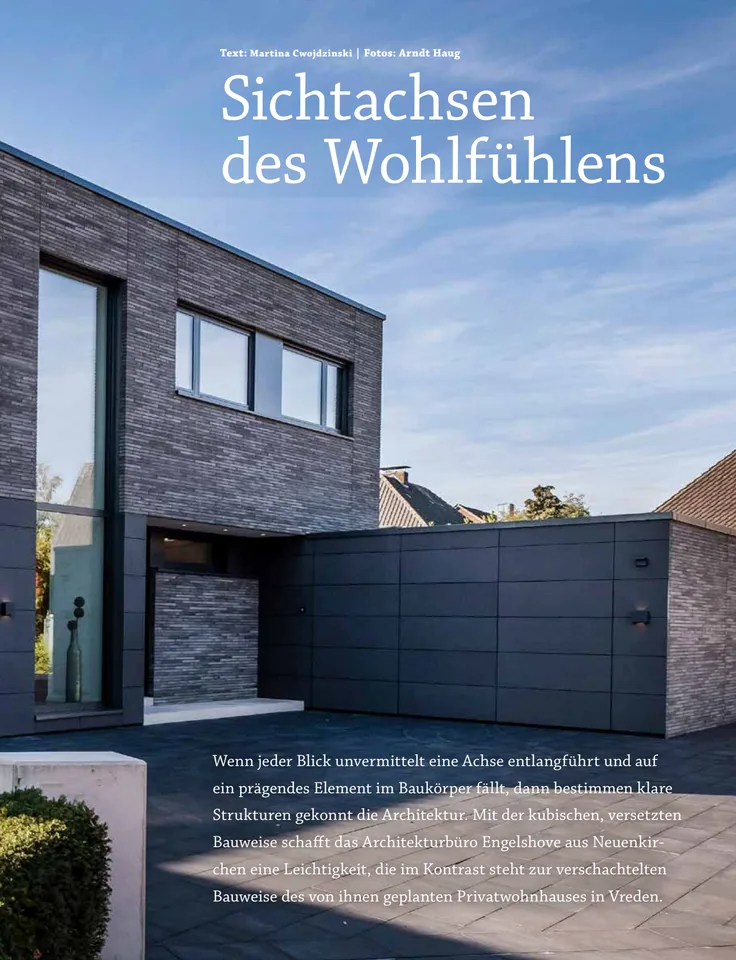 Text: Martina Cwojdzinski | Fotos: Arndt Haug
Sichtachsen
des Wohlfühlens
Wenn jeder Blick unvermittelt eine Achse entlangführt und auf
ein prägendes Element im Baukörper fällt, dann bestimmen klare
Strukturen gekonnt die Architektur. Mit der kubischen, versetzten
Bauweise schafft das Architekturbüro Engelshove aus Neuenkir-
chen eine Leichtigkeit, die im Kontrast steht zur verschachtelten
Bauweise des von ihnen geplanten Privatwohnhauses in Vreden.